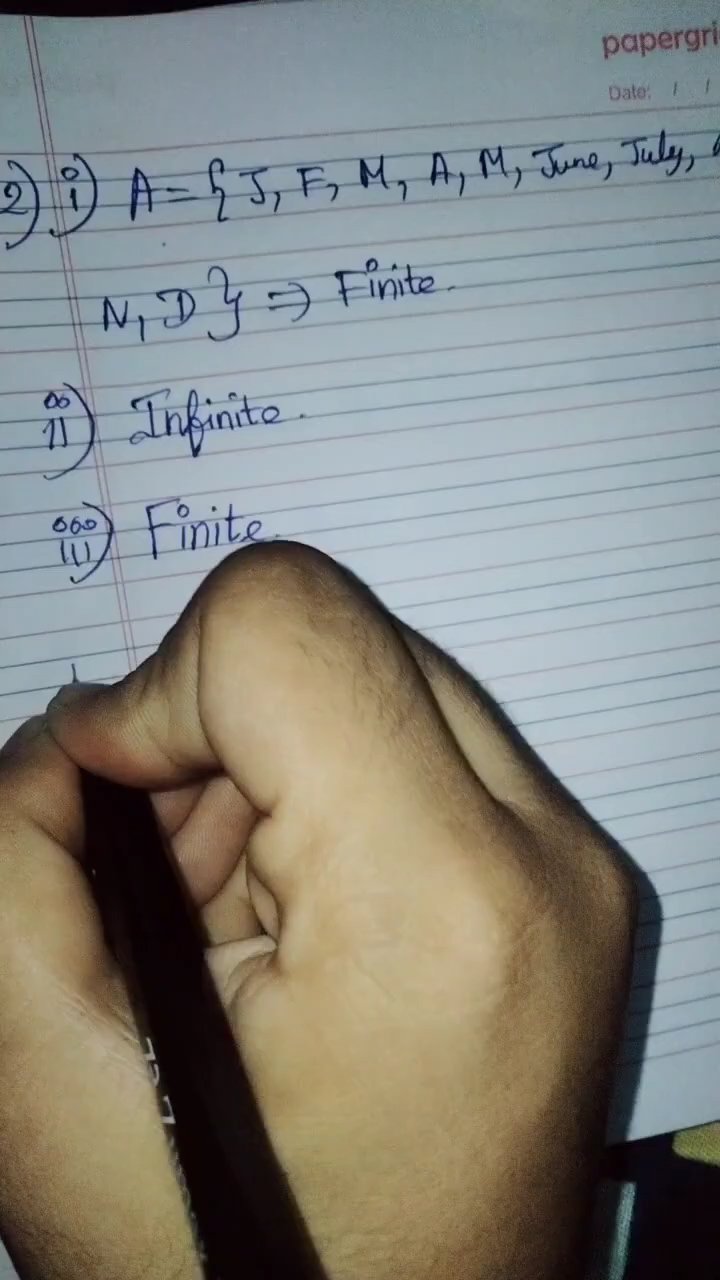 papergri
Date: / /
2) i) A = { J, F, M, A, M, June, July,
N, D } ⇒ Finite.
ii) Infinite.
iii) Finite.